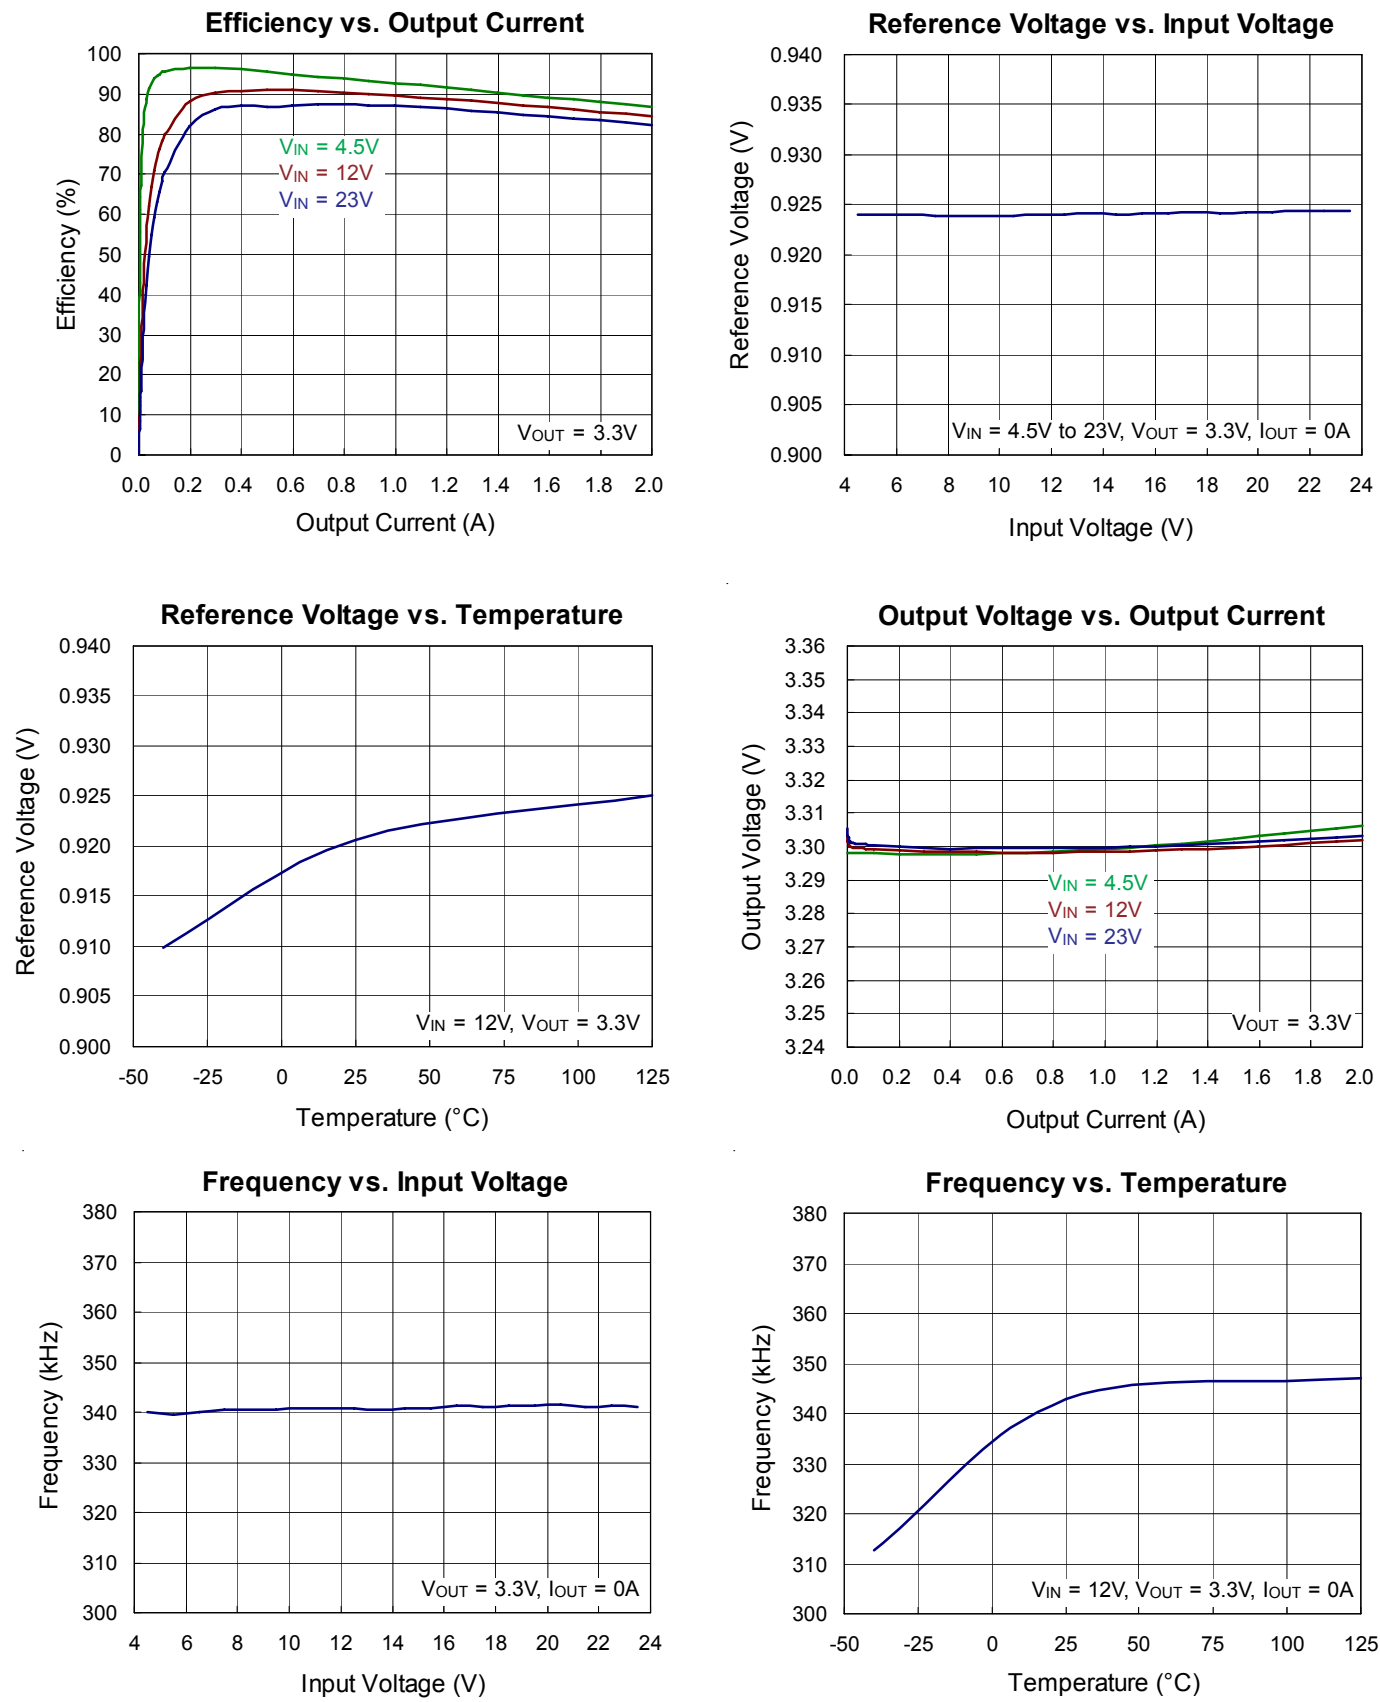 Efficiency vs. Output Current
100
90
80
70
60
50
40
30
20
10
0
Efficiency (%)
VIN = 4.5V
VIN = 12V
VIN = 23V
VOUT = 3.3V
0.0 0.2 0.4 0.6 0.8 1.0 1.2 1.4 1.6 1.8 2.0
Output Current (A)
Reference Voltage vs. Input Voltage
0.940
0.935
0.930
0.925
0.920
0.915
0.910
0.905
0.900
Reference Voltage (V)
VIN = 4.5V to 23V, VOUT = 3.3V, IOUT = 0A
4 6 8 10 12 14 16 18 20 22 24
Input Voltage (V)
Reference Voltage vs. Temperature
0.940
0.935
0.930
0.925
0.920
0.915
0.910
0.905
0.900
Reference Voltage (V)
VIN = 12V, VOUT = 3.3V
-50 -25 0 25 50 75 100 125
Temperature (°C)
Output Voltage vs. Output Current
3.36
3.35
3.34
3.33
3.32
3.31
3.30
3.29
3.28
3.27
3.26
3.25
3.24
Output Voltage (V)
VIN = 4.5V
VIN = 12V
VIN = 23V
VOUT = 3.3V
0.0 0.2 0.4 0.6 0.8 1.0 1.2 1.4 1.6 1.8 2.0
Output Current (A)
Frequency vs. Input Voltage
380
370
360
350
340
330
320
310
300
Frequency (kHz)
VOUT = 3.3V, IOUT = 0A
4 6 8 10 12 14 16 18 20 22 24
Input Voltage (V)
Frequency vs. Temperature
380
370
360
350
340
330
320
310
300
Frequency (kHz)
VIN = 12V, VOUT = 3.3V, IOUT = 0A
-50 -25 0 25 50 75 100 125
Temperature (°C)